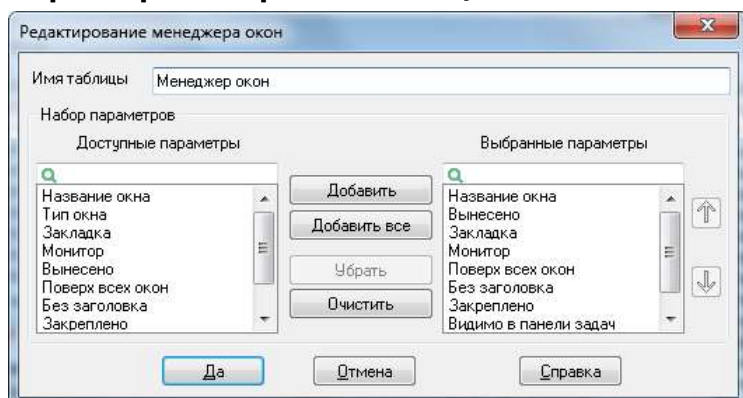 Редактирование менеджера окон
Имя таблицы Менеджер окон
Набор параметров
Доступные параметры Выбранные параметры
Название окна Добавить Название окна
Тип окна Вынесено
Закладка Добавить все Закладка
Монитор Монитор
Вынесено Убрать Поверх всех окон
Поверх всех окон Без заголовка
Без заголовка Очистить Закреплено
Закреплено Видимо в панели задач
Да Отмена Справка